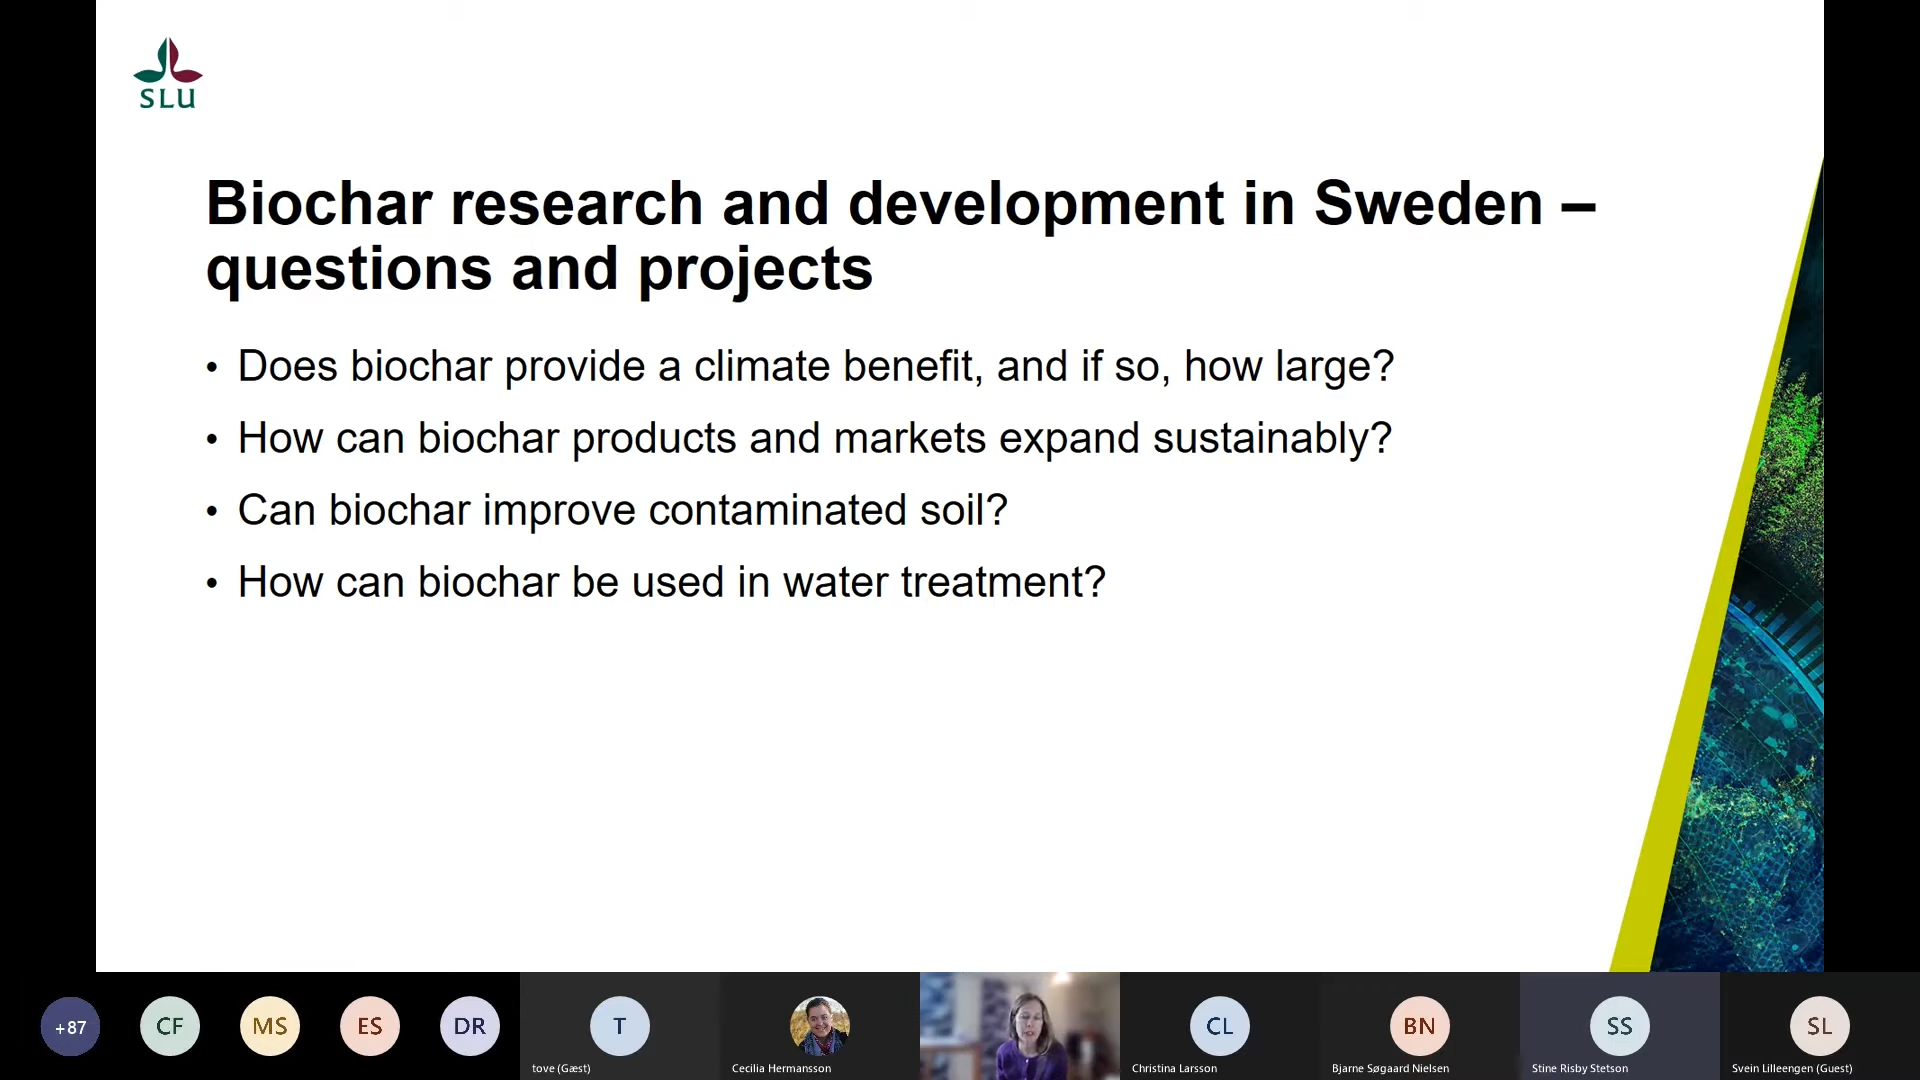 SLU
Biochar research and development in Sweden –
questions and projects
• Does biochar provide a climate benefit, and if so, how large?
• How can biochar products and markets expand sustainably?
• Can biochar improve contaminated soil?
• How can biochar be used in water treatment?
+87
CF
MS
ES
DR
T
tove (Gæst)
Cecilia Hermansson
CL
Christina Larsson
BN
Bjarne Søgaard Nielsen
SS
Stine Risby Stetson
SL
Svein Lilleengen (Guest)